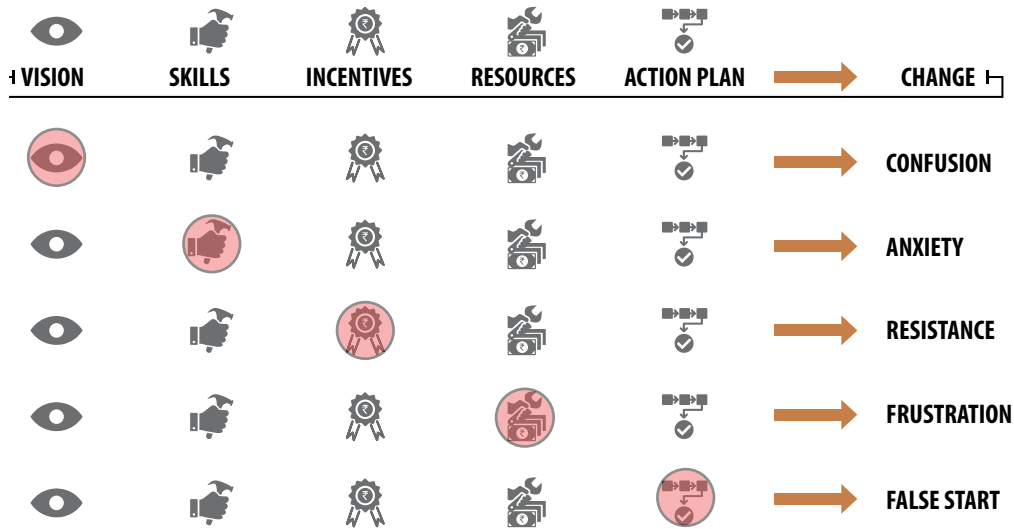 VISION SKILLS INCENTIVES RESOURCES ACTION PLAN CHANGE
CONFUSION
ANXIETY
RESISTANCE
FRUSTRATION
FALSE START